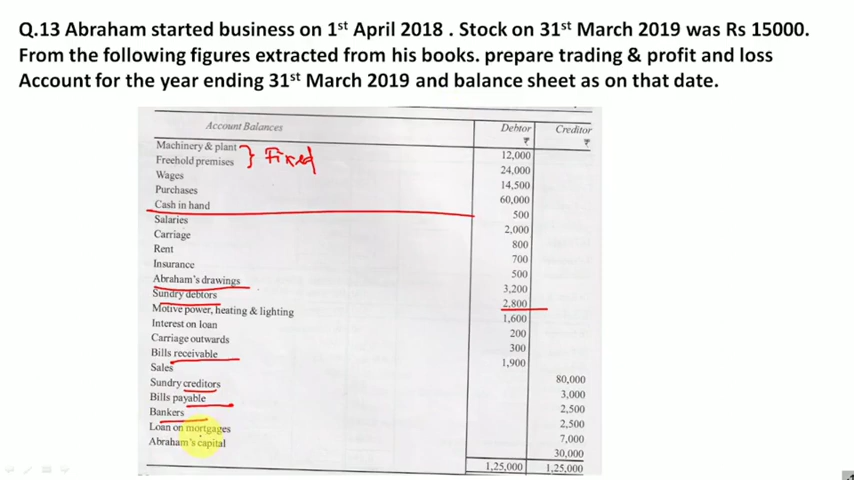 Q.13 Abraham started business on 1st April 2018 . Stock on 31st March 2019 was Rs 15000.
From the following figures extracted from his books. prepare trading & profit and loss
Account for the year ending 31st March 2019 and balance sheet as on that date.
Account Balances Debtor Creditor
₹ ₹
Machinery & plant 12,000
Fixed
Freehold premises 24,000
Wages 14,500
Purchases 60,000
Cash in hand 500
Salaries 2,000
Carriage 800
Rent 700
Insurance 500
Abraham's drawings 3,200
Sundry debtors 2,800
Motive power, heating & lighting 1,600
Interest on loan 200
Carriage outwards 300
Bills receivable 1,900
Sales 80,000
Sundry creditors 3,000
Bills payable 2,500
Bankers 2,500
Loan on mortgages 7,000
Abraham's capital 30,000
1,25,000 1,25,000